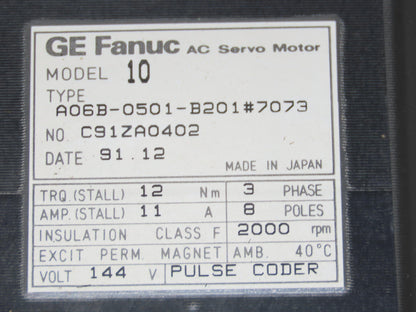 GE Fanuc AC Servo Motor
MODEL 10
TYPE
A06B-0501-B201#7073
NO. C91ZA0402
DATE 91.12
MADE IN JAPAN
TRQ.(STALL) 12 Nm 3 PHASE
AMP.(STALL) 11 A 8 POLES
INSULATION CLASS F 2000 rpm
EXCIT PERM. MAGNET AMB. 40°C
VOLT 144 V PULSE CODER